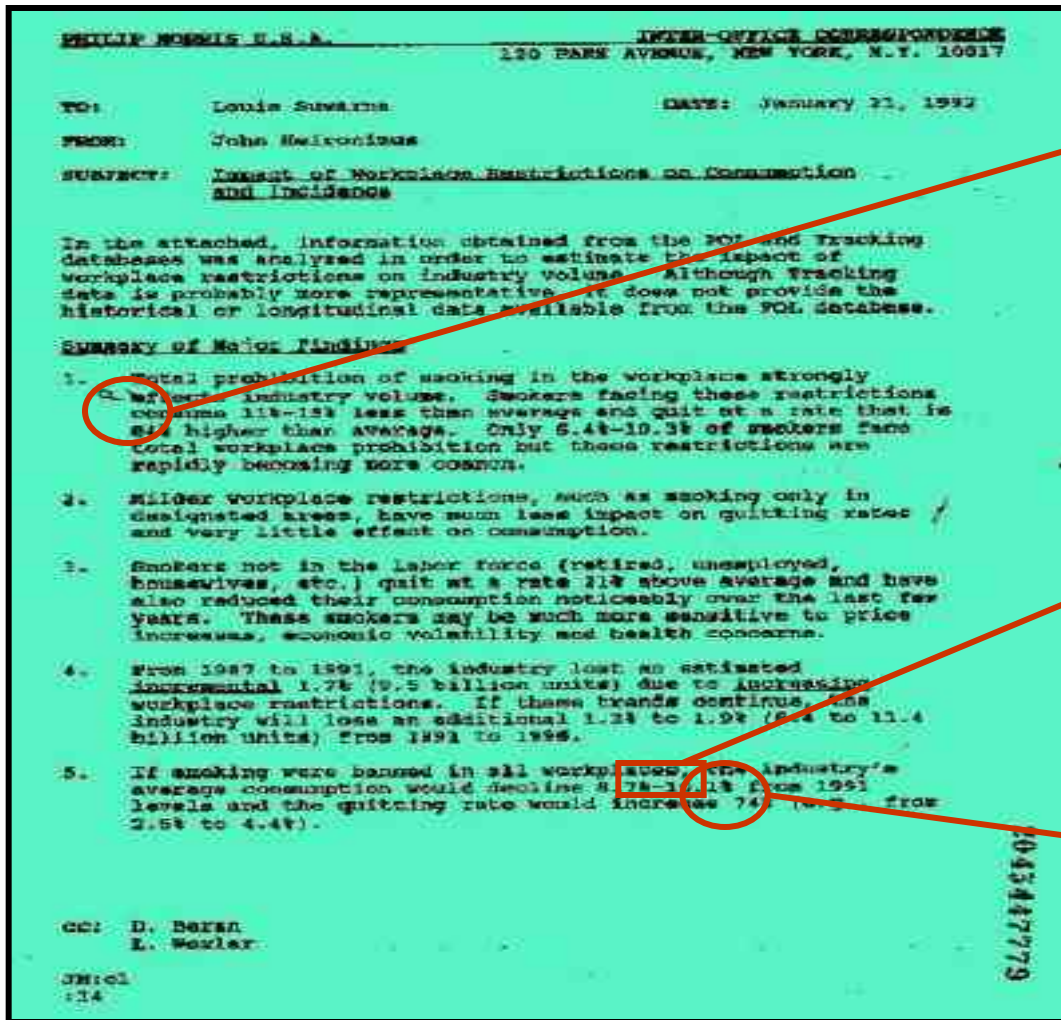 PHILIP MORRIS U.S.A. INTER-OFFICE CORRESPONDENCE
120 PARK AVENUE, NEW YORK, N.Y. 10017
TO: Louis Suwarna DATE: January 21, 1992
FROM: John Heironimus
SUBJECT: Impact of Workplace Restrictions on Consumption
and Incidence
In the attached, information obtained from the POL and Tracking
databases was analyzed in order to estimate the impact of
workplace restrictions on industry volume. Although Tracking
data is probably more representative, it does not provide the
historical or longitudinal data available from the POL database.
Summary of Major Findings
1. Total prohibition of smoking in the workplace strongly
industry volume. Smokers facing these restrictions
consume 11%-15% less than average and quit at a rate that is
84% higher than average. Only 6.4%-10.3% of smokers face
total workplace prohibition but these restrictions are
rapidly becoming more common.
2. Milder workplace restrictions, such as smoking only in
designated areas, have much less impact on quitting rates
and very little effect on consumption.
3. Smokers not in the labor force (retired, unemployed,
housewives, etc.) quit at a rate 21% above average and have
also reduced their consumption noticeably over the last few
years. These smokers may be much more sensitive to price
increases, economic volatility and health concerns.
4. From 1987 to 1991, the industry lost an estimated
incremental 1.7% (9.5 billion units) due to increasing
workplace restrictions. If these trends continue, the
industry will lose an additional 1.3% to 1.9% ( to 11.4
billion units) from 1991 to 1996.
5. If smoking were banned in all workplaces, the industry's
average consumption would decline from 1991
levels and the quitting rate would increase 74% ( from
2.5% to 4.4%).
cc: D. Beran
L. Wexler
JH:cl
:14
2045447779